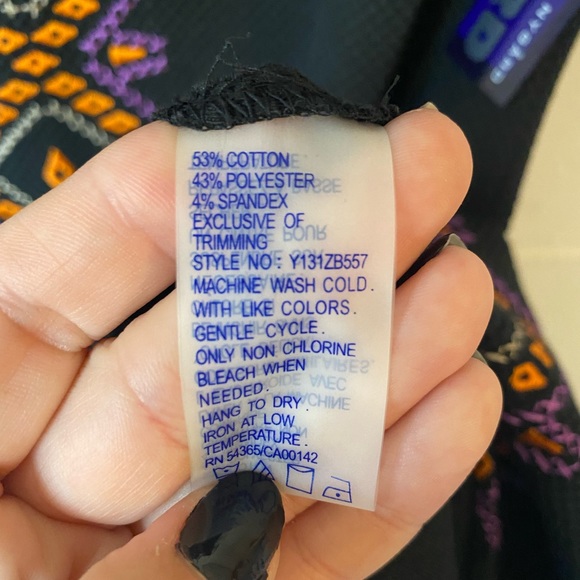 NYGÅRD
53% COTTON
43% POLYESTER
4% SPANDEX
EXCLUSIVE OF
TRIMMING
STYLE NO. Y131ZB557
MACHINE WASH COLD.
WITH LIKE COLORS.
GENTLE CYCLE.
ONLY NON CHLORINE
BLEACH WHEN
NEEDED.
HANG TO DRY.
IRON AT LOW
TEMPERATURE.
RN 54365/CA00142